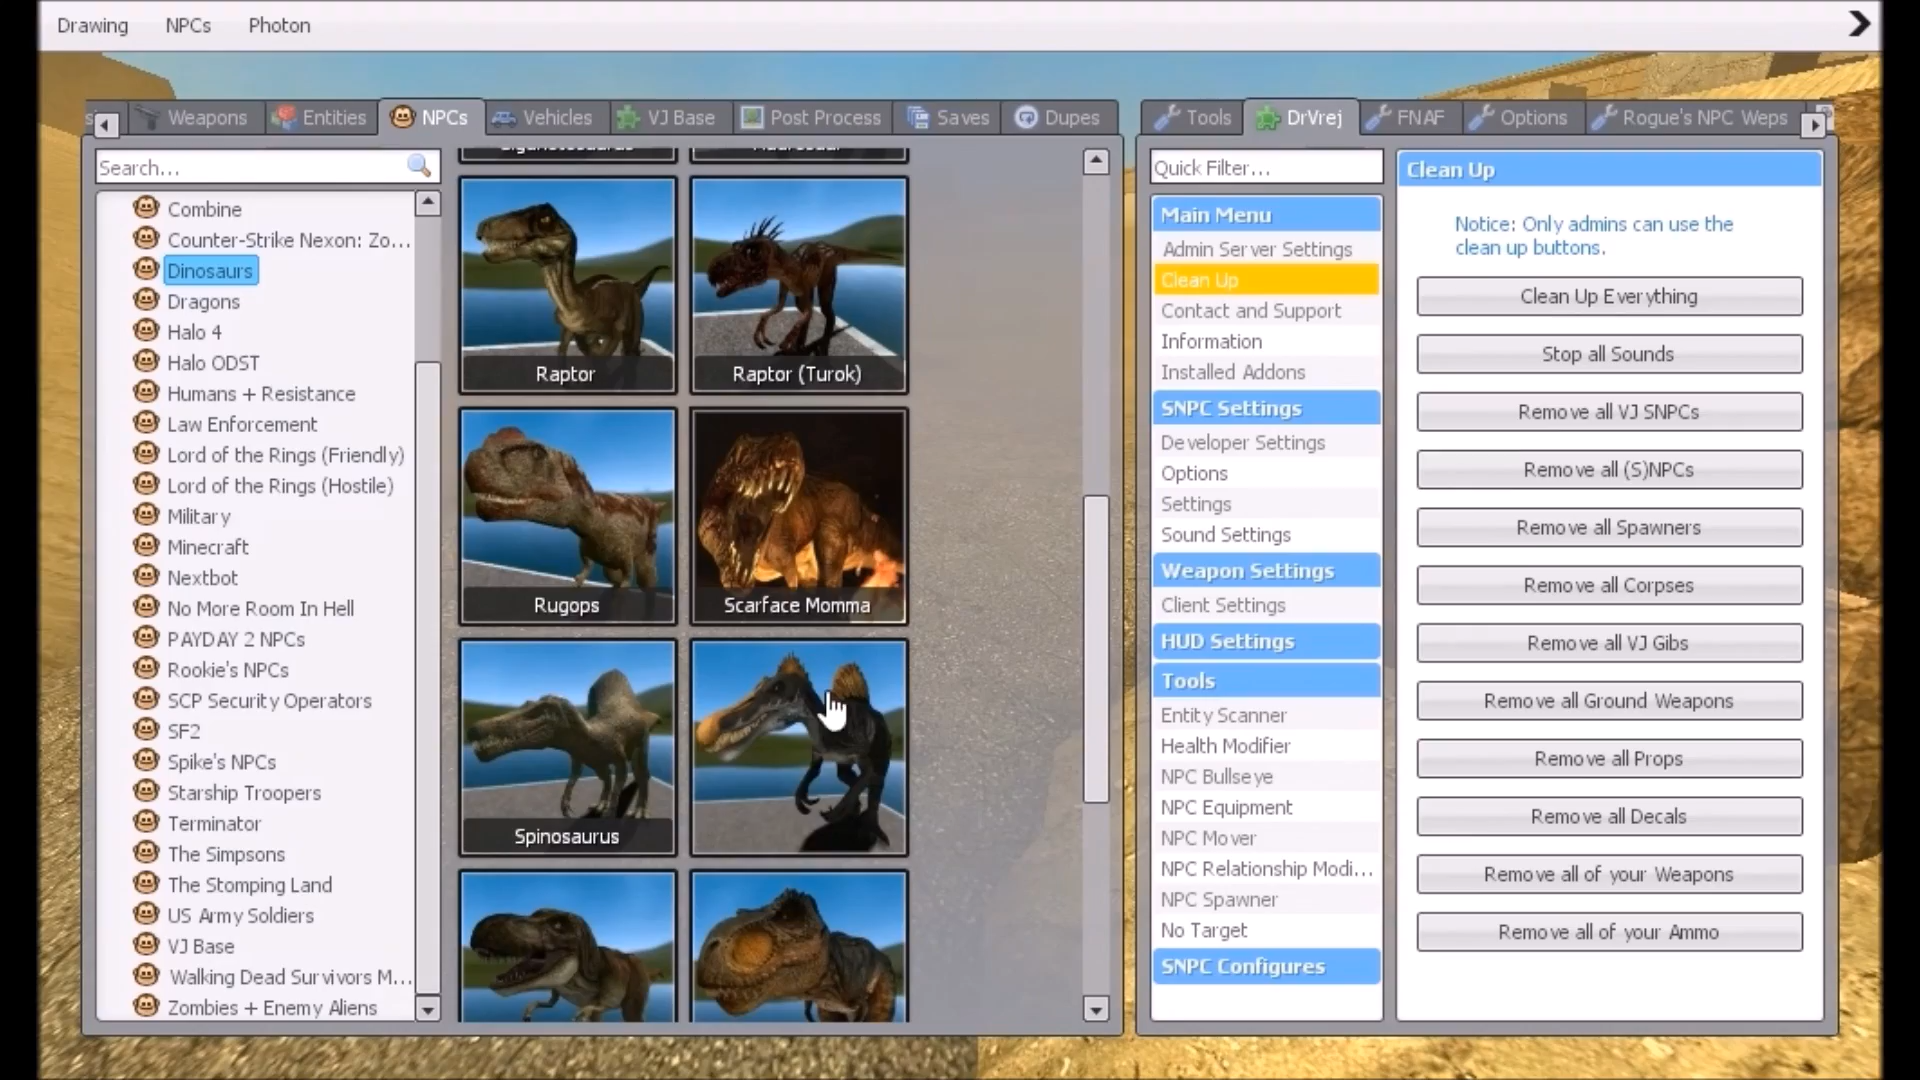 Drawing NPCs Photon
Weapons Entities NPCs Vehicles VJ Base Post Process Saves Dupes
Tools DrVrej FNAF Options Rogue's NPC Weps
Search...
Combine
Counter-Strike Nexon: Zo...
Dinosaurs
Dragons
Halo 4
Halo ODST
Humans + Resistance
Law Enforcement
Lord of the Rings (Friendly)
Lord of the Rings (Hostile)
Military
Minecraft
Nextbot
No More Room In Hell
PAYDAY 2 NPCs
Rookie's NPCs
SCP Security Operators
SF2
Spike's NPCs
Starship Troopers
Terminator
The Simpsons
The Stomping Land
US Army Soldiers
VJ Base
Walking Dead Survivors M...
Zombies + Enemy Aliens
Raptor
Raptor (Turok)
Rugops
Scarface Momma
Spinosaurus
Quick Filter...
Main Menu
Admin Server Settings
Clean Up
Contact and Support
Information
Installed Addons
SNPC Settings
Developer Settings
Options
Settings
Sound Settings
Weapon Settings
Client Settings
HUD Settings
Tools
Entity Scanner
Health Modifier
NPC Bullseye
NPC Equipment
NPC Mover
NPC Relationship Modi...
NPC Spawner
No Target
SNPC Configures
Clean Up
Notice: Only admins can use the
clean up buttons.
Clean Up Everything
Stop all Sounds
Remove all VJ SNPCs
Remove all (S)NPCs
Remove all Spawners
Remove all Corpses
Remove all VJ Gibs
Remove all Ground Weapons
Remove all Props
Remove all Decals
Remove all of your Weapons
Remove all of your Ammo